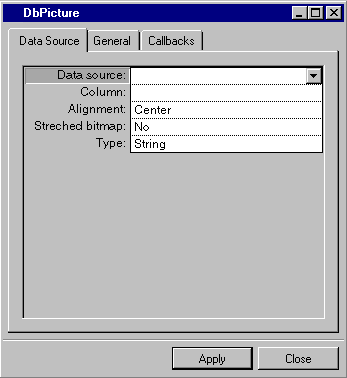 DbPicture
Data Source General Callbacks
Data source:
Column:
Alignment: Center
Streched bitmap: No
Type: String
Apply Close